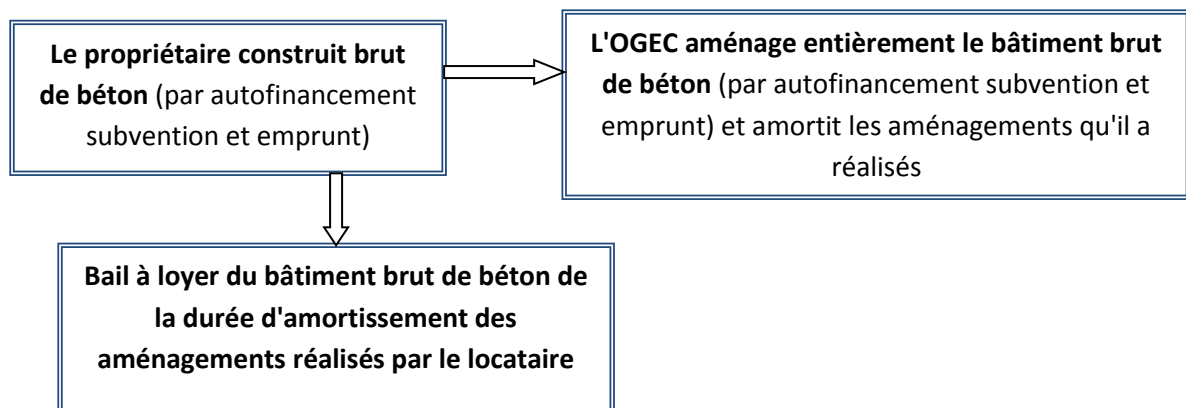 Le propriétaire construit brut
de béton (par autofinancement
subvention et emprunt)
L'OGEC aménage entièrement le bâtiment brut
de béton (par autofinancement subvention et
emprunt) et amortit les aménagements qu'il a
réalisés
Bail à loyer du bâtiment brut de béton de
la durée d'amortissement des
aménagements réalisés par le locataire